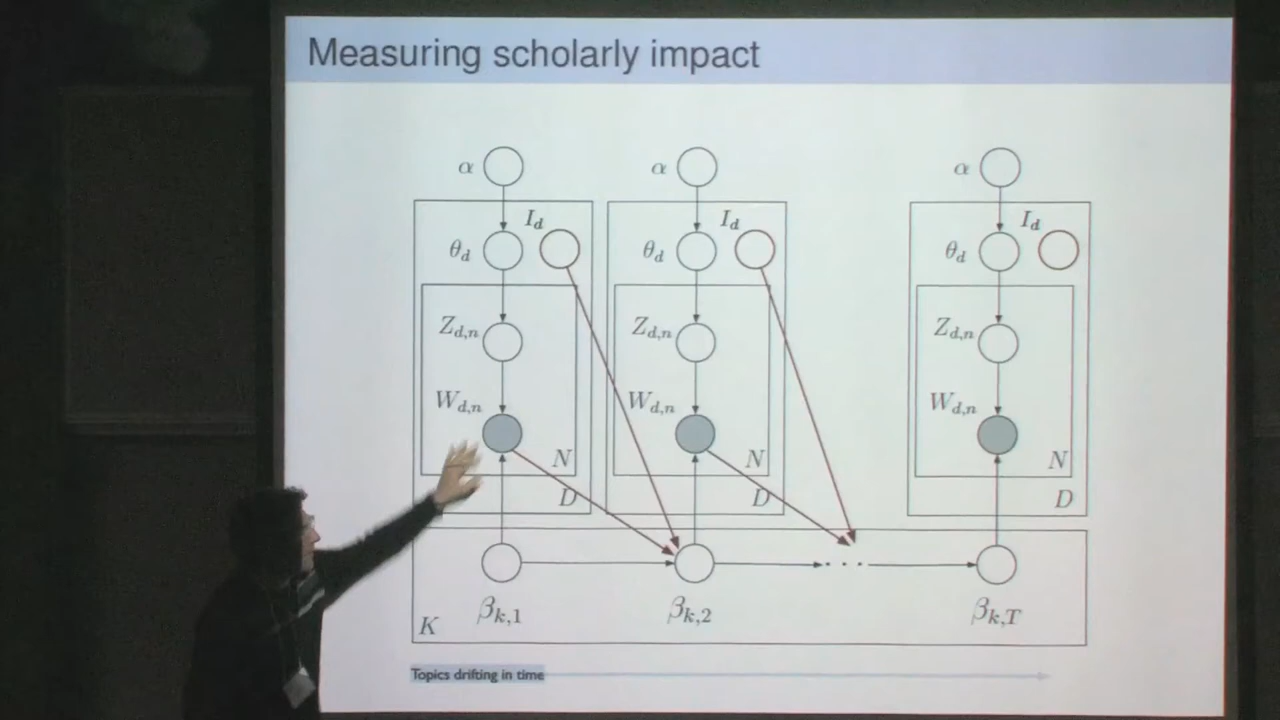 Measuring scholarly impact
α α α
I_d I_d I_d
θ_d θ_d θ_d
Z_{d,n} Z_{d,n} Z_{d,n}
W_{d,n} W_{d,n} W_{d,n}
N N N
D D D
· · ·
K β_{k,1} β_{k,2} β_{k,T}
Topics drifting in time